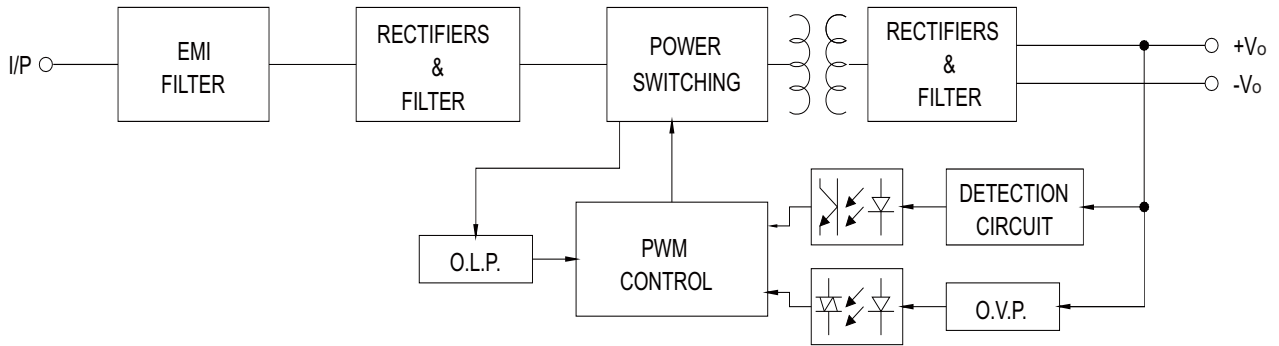 I/P
EMI
FILTER
RECTIFIERS
&
FILTER
POWER
SWITCHING
RECTIFIERS
&
FILTER
+Vo
-Vo
DETECTION
CIRCUIT
O.L.P.
PWM
CONTROL
O.V.P.